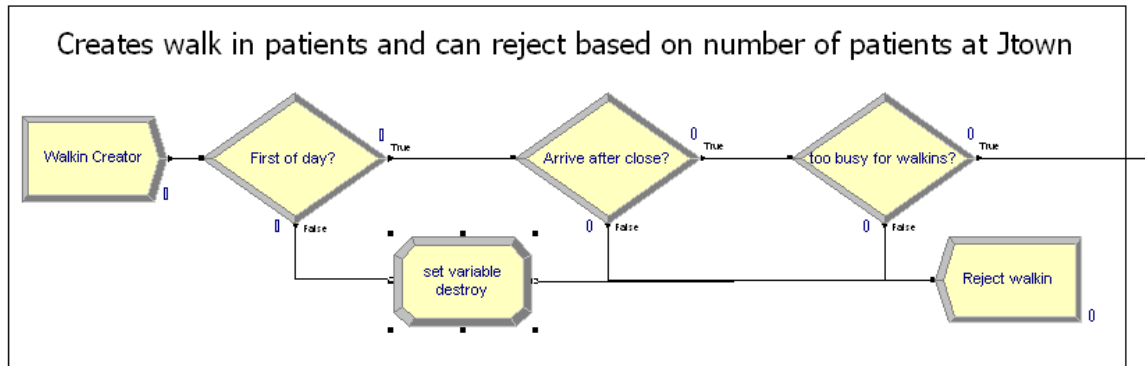 Creates walk in patients and can reject based on number of patients at Jtown
Walkin Creator
0
First of day?
0
True
0
False
Arrive after close?
0
True
0
False
too busy for walkins?
0
True
0
False
set variable
destroy
Reject walkin
0